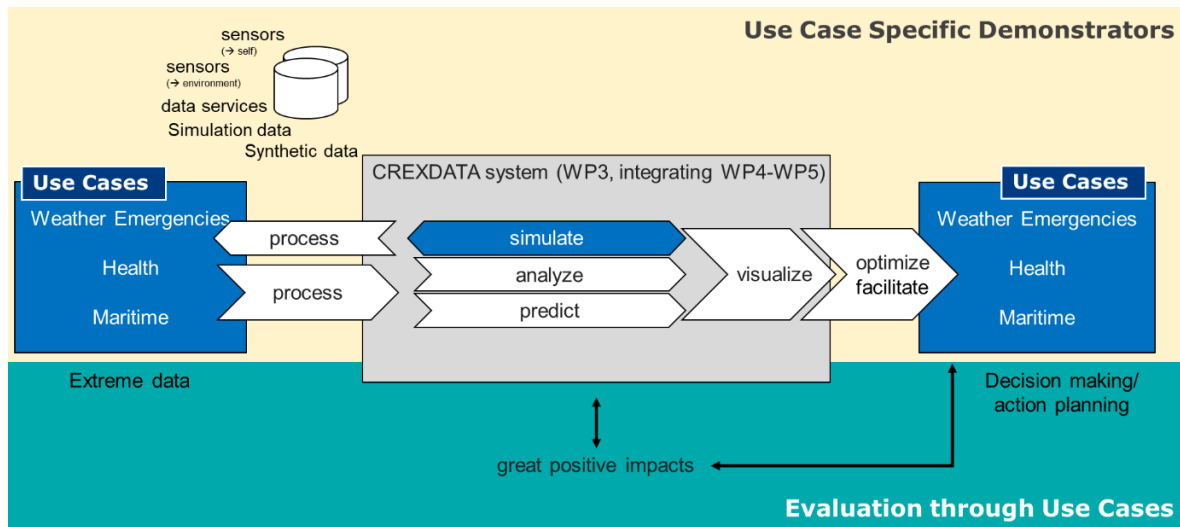 Use Case Specific Demonstrators
sensors
(→ self)
sensors
(→ environment)
data services
Simulation data
Synthetic data
CREXDATA system (WP3, integrating WP4-WP5)
Use Cases
Weather Emergencies
Health
Maritime
process
process
simulate
analyze
predict
visualize
optimize
facilitate
Use Cases
Weather Emergencies
Health
Maritime
Extreme data
Decision making/
action planning
great positive impacts
Evaluation through Use Cases